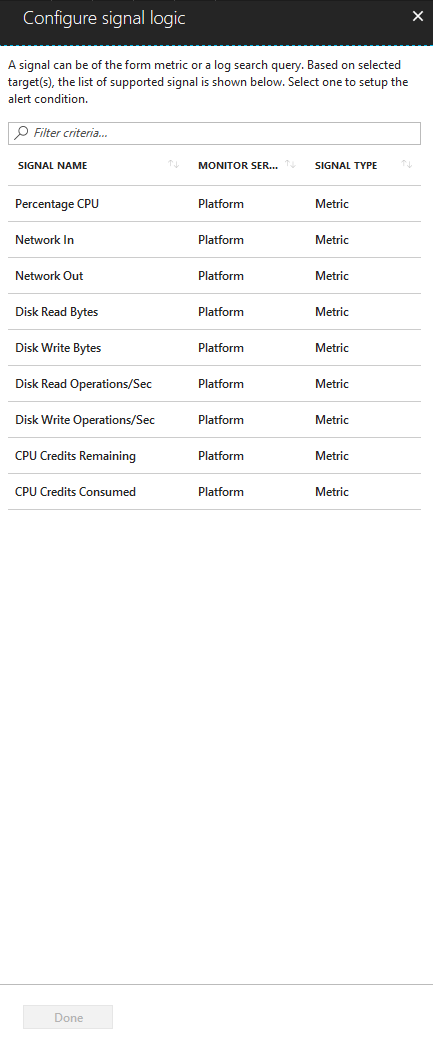 Configure signal logic
A signal can be of the form metric or a log search query. Based on selected
target(s), the list of supported signal is shown below. Select one to setup the
alert condition.
Filter criteria...
SIGNAL NAME MONITOR SER... SIGNAL TYPE
Percentage CPU Platform Metric
Network In Platform Metric
Network Out Platform Metric
Disk Read Bytes Platform Metric
Disk Write Bytes Platform Metric
Disk Read Operations/Sec Platform Metric
Disk Write Operations/Sec Platform Metric
CPU Credits Remaining Platform Metric
CPU Credits Consumed Platform Metric
Done